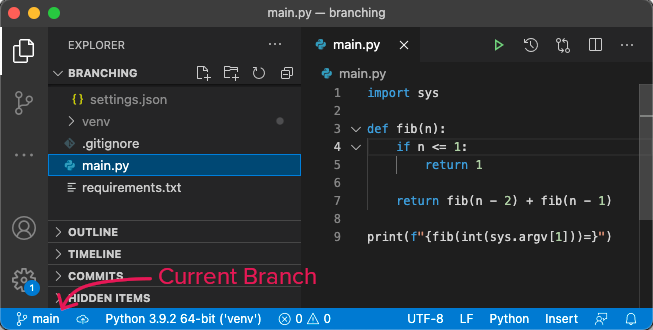 main.py — branching
EXPLORER
BRANCHING
{} settings.json
venv
.gitignore
main.py
requirements.txt
OUTLINE
TIMELINE
COMMITS
HIDDEN ITEMS
1
main.py
main.py
1 import sys
2
3 def fib(n):
4 if n <= 1:
5 return 1
6
7 return fib(n - 2) + fib(n - 1)
8
9 print(f"{fib(int(sys.argv[1]))=}")
Current Branch
main Python 3.9.2 64-bit ('venv') 0 0 UTF-8 LF Python Insert